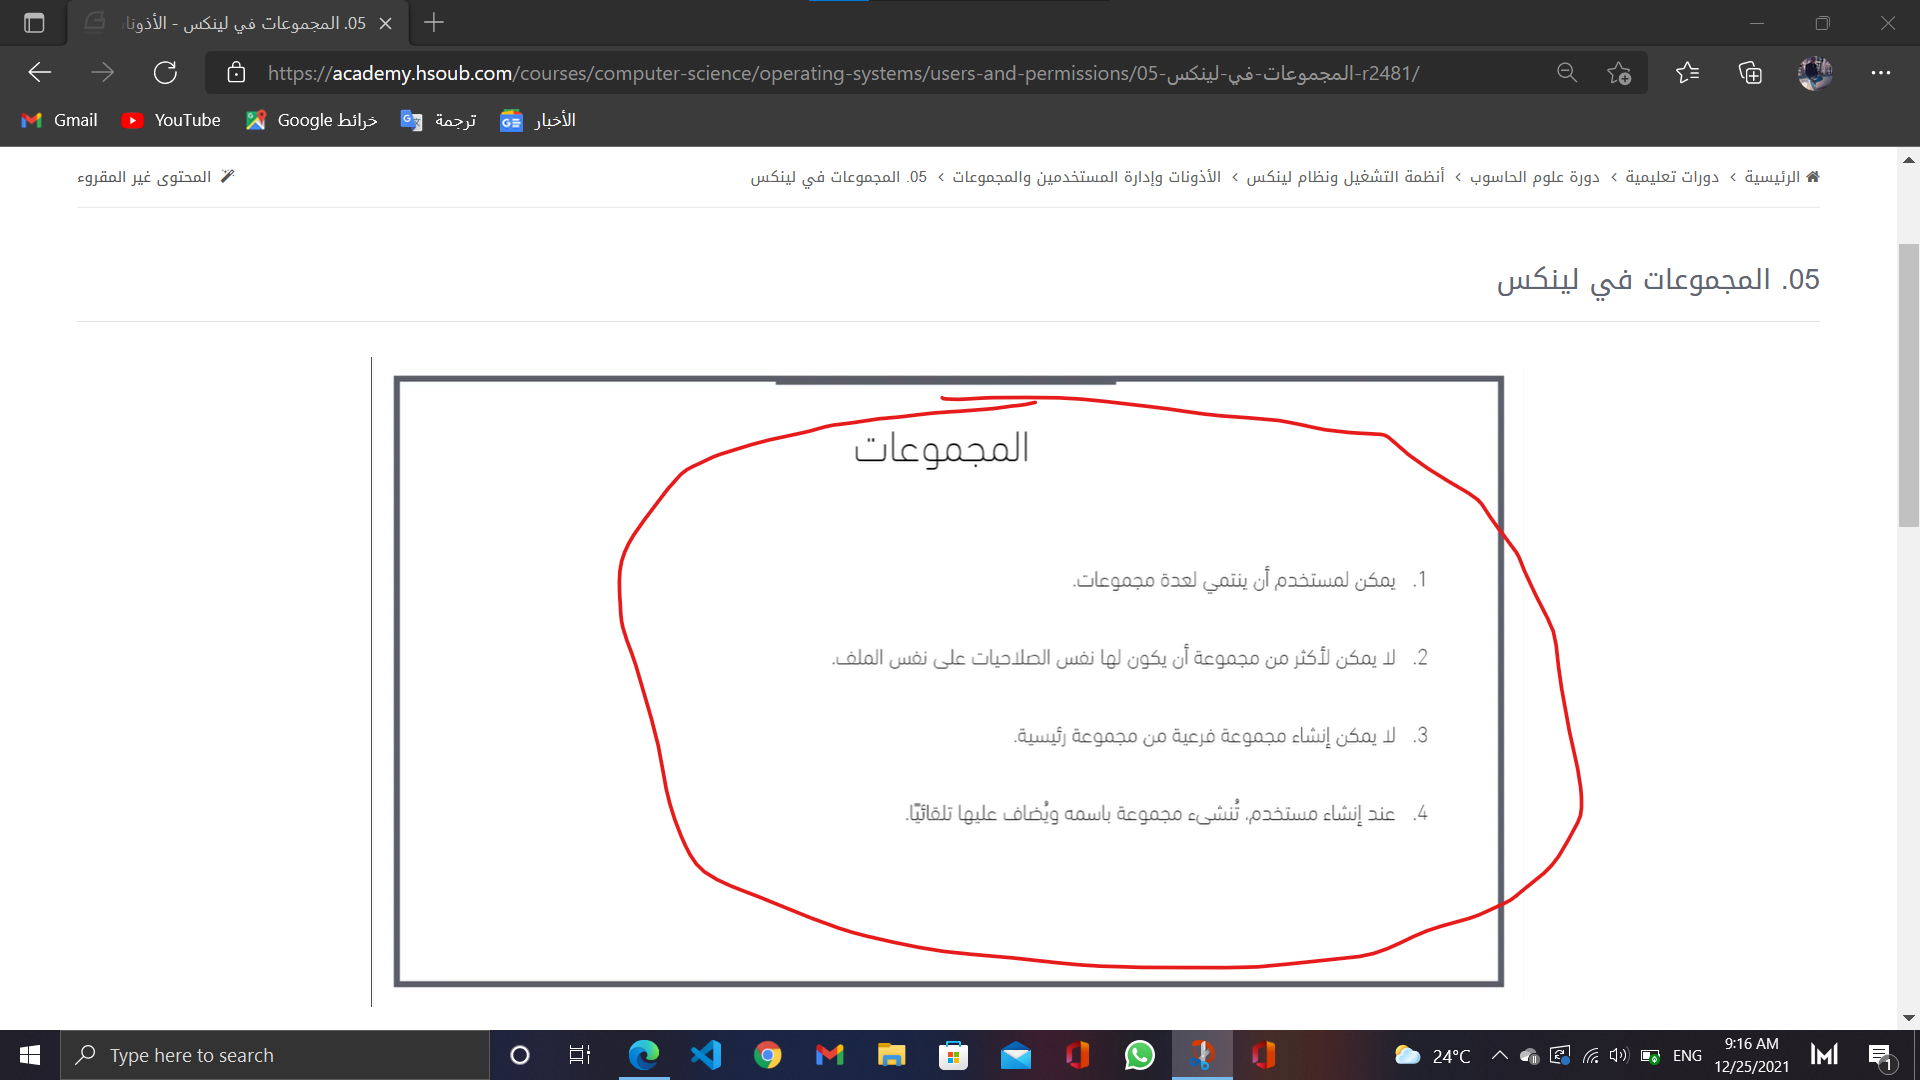 05. المجموعات في لينكس - الأذونا
https://academy.hsoub.com/courses/computer-science/operating-systems/users-and-permissions/05-المجموعات-في-لينكس-r2481/
Gmail YouTube خرائط Google ترجمة الأخبار
الرئيسية › دورات تعليمية › دورة علوم الحاسوب › أنظمة التشغيل ونظام لينكس › الأذونات وإدارة المستخدمين والمجموعات › 05. المجموعات في لينكس
المحتوى غير المقروء
05. المجموعات في لينكس
المجموعات
1. يمكن لمستخدم أن ينتمي لعدة مجموعات.
2. لا يمكن لأكثر من مجموعة أن يكون لها نفس الصلاحيات على نفس الملف.
3. لا يمكن إنشاء مجموعة فرعية من مجموعة رئيسية.
4. عند إنشاء مستخدم، تُنشىء مجموعة باسمه ويُضاف عليها تلقائيًا.
Type here to search
24°C ENG
9:16 AM
12/25/2021
1